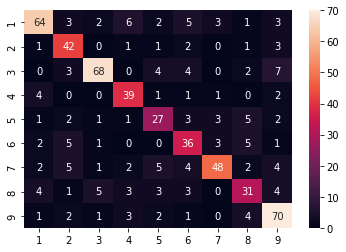 1 64 3 2 6 2 5 3 1 3
2 1 42 0 1 1 2 0 1 3
3 0 3 68 0 4 4 0 2 7
4 4 0 0 39 1 1 1 0 2
5 1 2 1 1 27 3 3 5 2
6 2 5 1 0 0 36 3 5 1
7 2 5 1 2 5 4 48 2 4
8 4 1 5 3 3 3 0 31 4
9 1 2 1 3 2 1 0 4 70
1 2 3 4 5 6 7 8 9
70
60
50
40
30
20
10
0